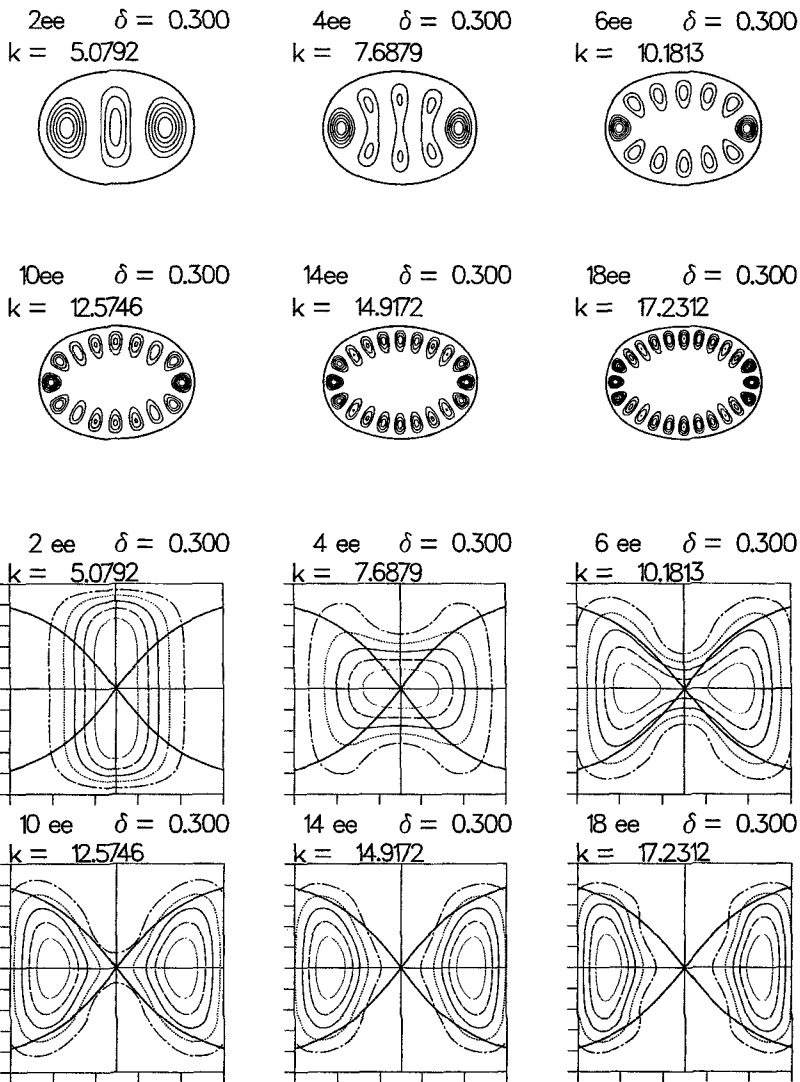 2ee δ = 0.300 4ee δ = 0.300 6ee δ = 0.300
k = 5.0792 k = 7.6879 k = 10.1813
10ee δ = 0.300 14ee δ = 0.300 18ee δ = 0.300
k = 12.5746 k = 14.9172 k = 17.2312
2 ee δ = 0.300 4 ee δ = 0.300 6 ee δ = 0.300
k = 5.0792 k = 7.6879 k = 10.1813
10 ee δ = 0.300 14 ee δ = 0.300 18 ee δ = 0.300
k = 12.5746 k = 14.9172 k = 17.2312